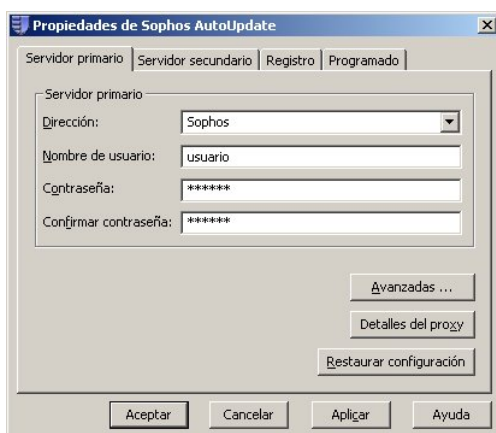 Propiedades de Sophos AutoUpdate
Servidor primario Servidor secundario Registro Programado
Servidor primario
Dirección: Sophos
Nombre de usuario: usuario
Contraseña: ******
Confirmar contraseña: ******
Avanzadas ...
Detalles del proxy
Restaurar configuración
Aceptar Cancelar Aplicar Ayuda